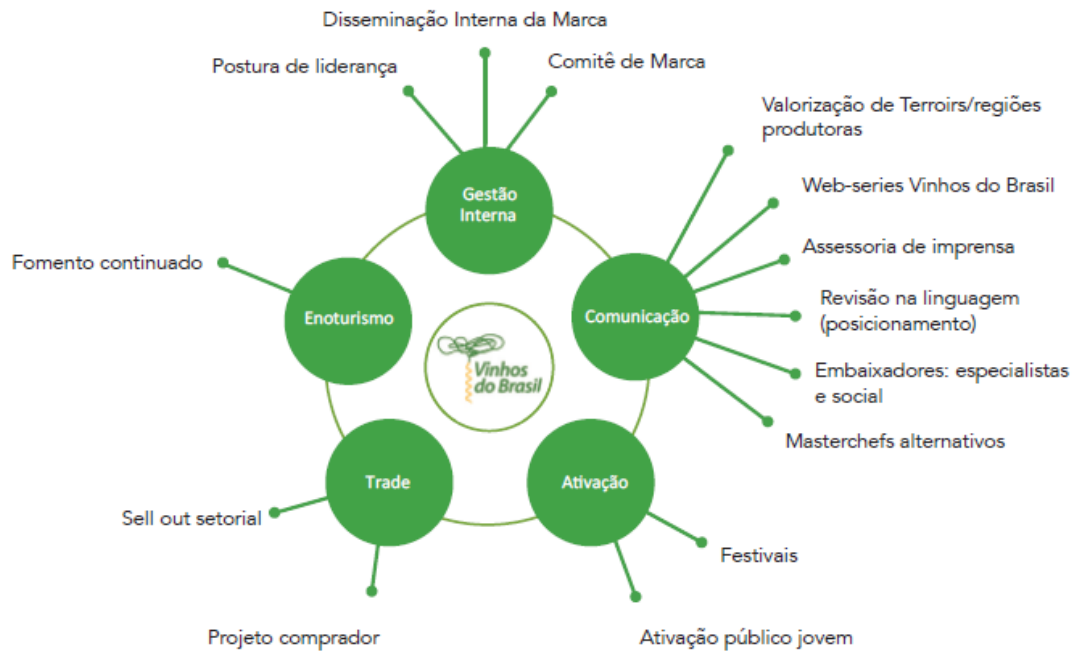 Disseminação Interna da Marca
Postura de liderança
Comitê de Marca
Valorização de Terroirs/regiões
produtoras
Gestão
Interna
Web-series Vinhos do Brasil
Assessoria de imprensa
Fomento continuado
Enoturismo
Comunicação
Revisão na linguagem
(posicionamento)
Vinhos
do Brasil
Embaixadores: especialistas
e social
Masterchefs alternativos
Trade
Ativação
Sell out setorial
Festivais
Projeto comprador
Ativação público jovem